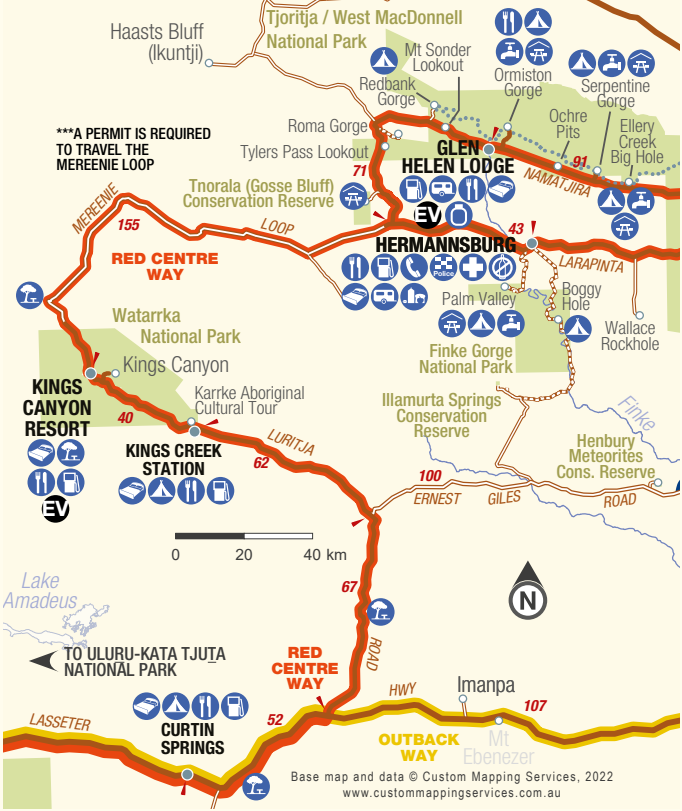 Tjoritja / West MacDonnell
National Park
Haasts Bluff
(Ikuntji)
Mt Sonder
Lookout
Redbank
Gorge
Ormiston
Gorge
Serpentine
Gorge
Ochre
Pits
Ellery
Creek
Big Hole
***A PERMIT IS REQUIRED
TO TRAVEL THE
MEREENIE LOOP
Roma Gorge
Tylers Pass Lookout
GLEN
HELEN LODGE
91
NAMATJIRA
71
Tnorala (Gosse Bluff)
Conservation Reserve
MEREENIE
LOOP
155
EV
43
HERMANNSBURG
LARAPINTA
Police
RED CENTRE
WAY
Palm Valley
Boggy
Hole
Wallace
Rockhole
Finke Gorge
National Park
Watarrka
National Park
Kings Canyon
KINGS
CANYON
RESORT
EV
40
Karrke Aboriginal
Cultural Tour
KINGS CREEK
STATION
LURITJA
62
Illamurta Springs
Conservation
Reserve
Finke
Henbury
Meteorites
Cons. Reserve
100
ERNEST GILES ROAD
0 20 40 km
67
ROAD
N
Lake
Amadeus
TO ULURU-KATA TJUTA
NATIONAL PARK
RED
CENTRE
WAY
LASSETER
CURTIN
SPRINGS
52
HWY
Imanpa
107
OUTBACK
WAY
Mt
Ebenezer
Base map and data © Custom Mapping Services, 2022
www.custommappingservices.com.au